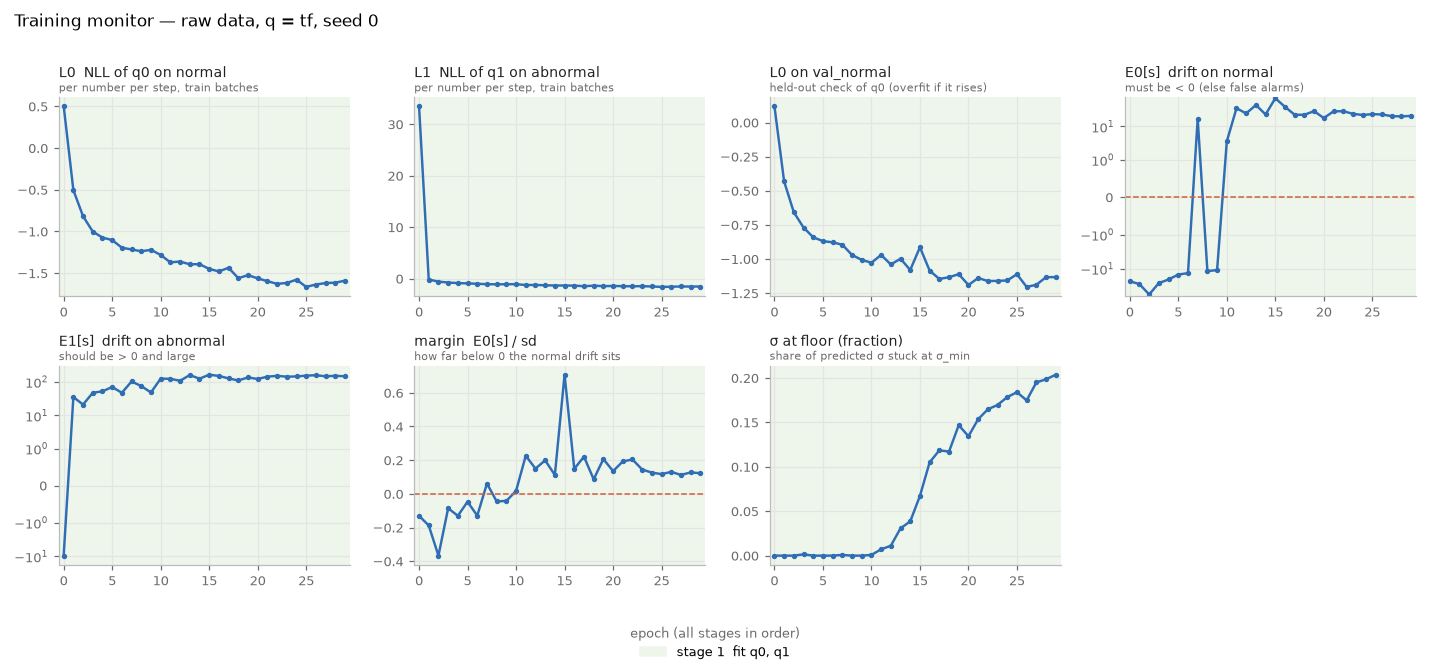 Training monitor — raw data, q = tf, seed 0
L0 NLL of q0 on normal
per number per step, train batches
0.5
0.0
−0.5
−1.0
−1.5
0 5 10 15 20 25
L1 NLL of q1 on abnormal
per number per step, train batches
30
20
10
0
0 5 10 15 20 25
L0 on val_normal
held-out check of q0 (overfit if it rises)
0.00
−0.25
−0.50
−0.75
−1.00
−1.25
0 5 10 15 20 25
E0[s] drift on normal
must be < 0 (else false alarms)
10¹
10⁰
0
−10⁰
−10¹
0 5 10 15 20 25
E1[s] drift on abnormal
should be > 0 and large
10²
10¹
10⁰
0
−10⁰
−10¹
0 5 10 15 20 25
margin E0[s] / sd
how far below 0 the normal drift sits
0.6
0.4
0.2
0.0
−0.2
−0.4
0 5 10 15 20 25
σ at floor (fraction)
share of predicted σ stuck at σ_min
0.20
0.15
0.10
0.05
0.00
0 5 10 15 20 25
epoch (all stages in order)
stage 1 fit q0, q1